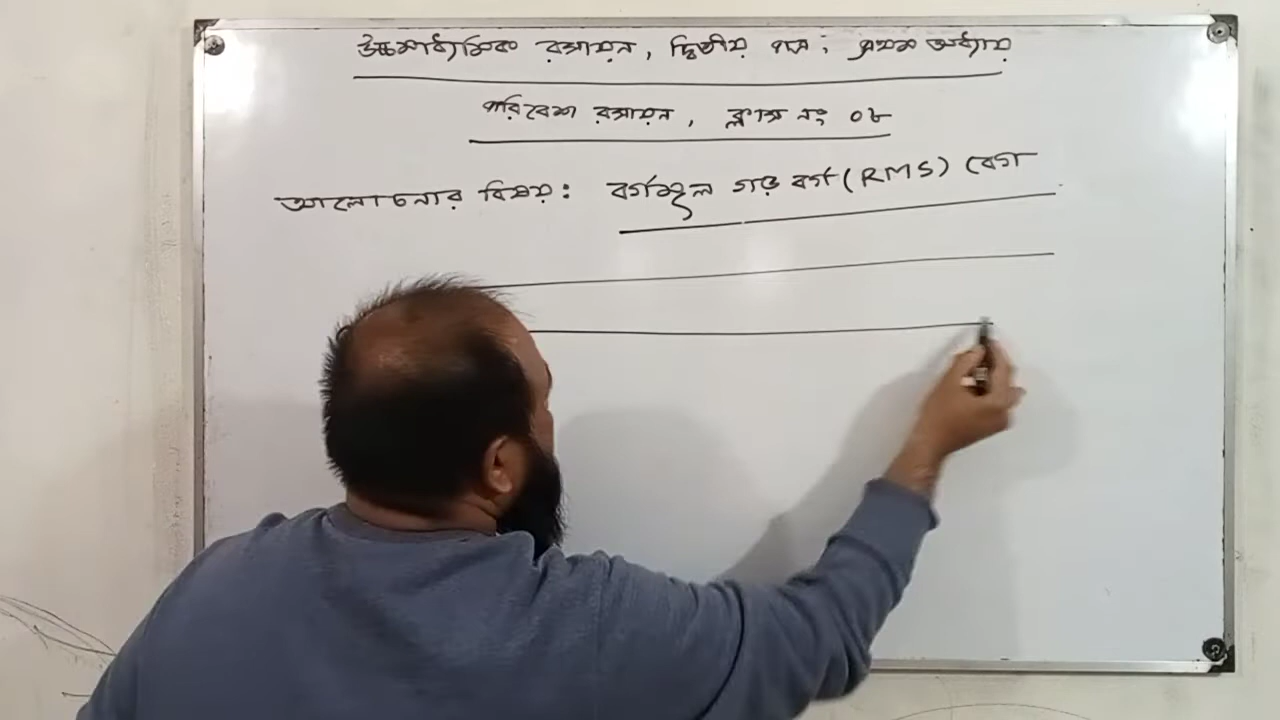 উচ্চমাধ্যমিক রসায়ন, দ্বিতীয় পত্র; প্রথম অধ্যায়
পরিবেশ রসায়ন, ক্লাস নং ০৮
আলোচনার বিষয়: বর্গমূল গড় বর্গ (RMS) বেগ